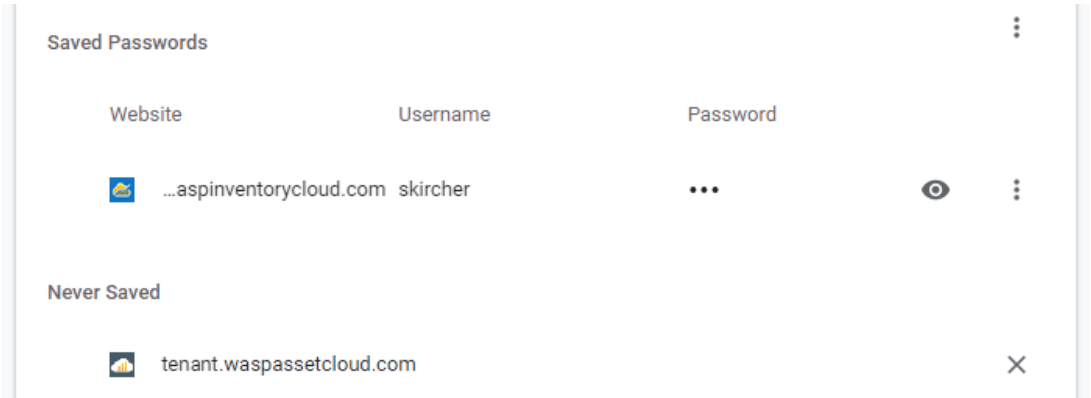 Saved Passwords
Website Username Password
...aspinventorycloud.com skircher •••
Never Saved
tenant.waspassetcloud.com